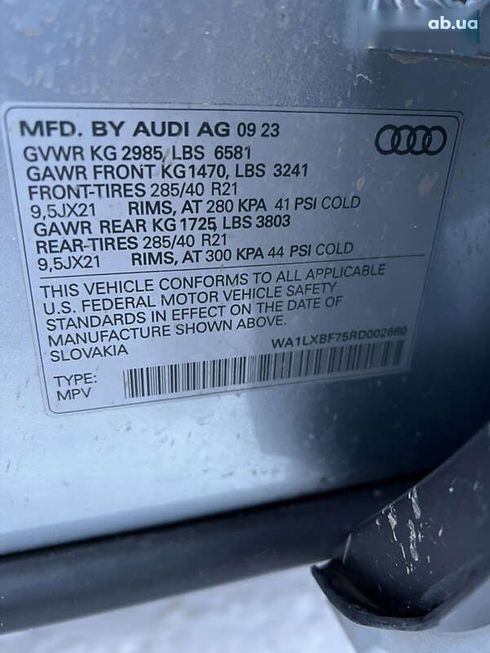 ab.ua
MFD. BY AUDI AG 09 23
GVWR KG 2985, LBS 6581
GAWR FRONT KG1470, LBS 3241
FRONT-TIRES 285/40 R21
9,5JX21 RIMS, AT 280 KPA 41 PSI COLD
GAWR REAR KG 1725, LBS 3803
REAR-TIRES 285/40 R21
9,5JX21 RIMS, AT 300 KPA 44 PSI COLD
THIS VEHICLE CONFORMS TO ALL APPLICABLE
U.S. FEDERAL MOTOR VEHICLE SAFETY
STANDARDS IN EFFECT ON THE DATE OF
MANUFACTURE SHOWN ABOVE.
SLOVAKIA
WA1LXBF75RD002660
TYPE:
MPV